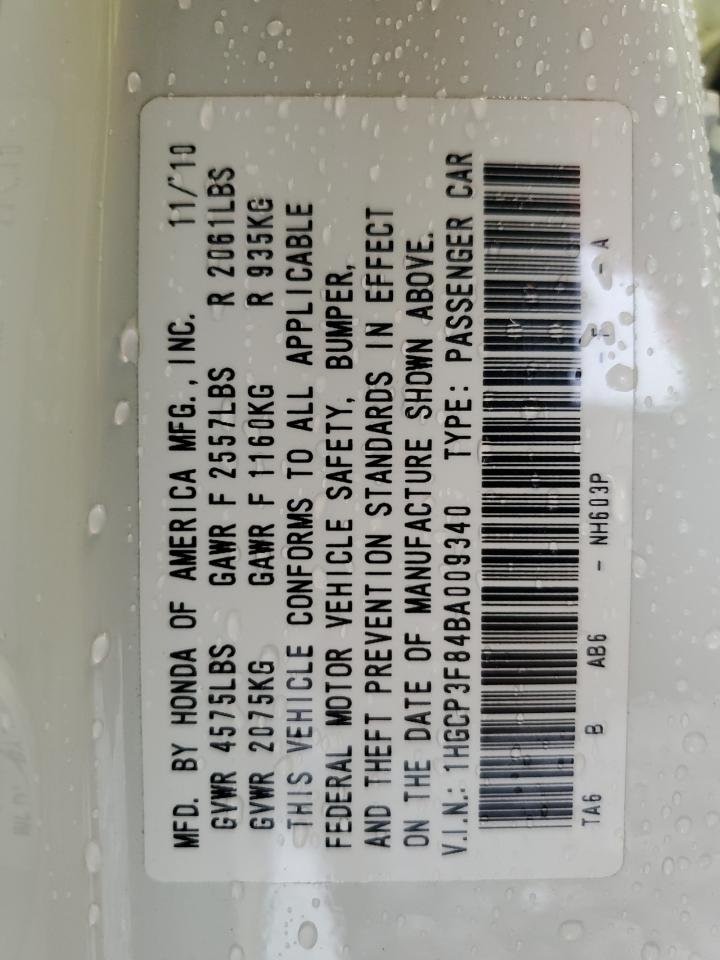 MFD. BY HONDA OF AMERICA MFG., INC. 11/10
GVWR 4575LBS GAWR F 2557LBS R 2061LBS
GVWR 2075KG GAWR F 1160KG R 935KG
THIS VEHICLE CONFORMS TO ALL APPLICABLE
FEDERAL MOTOR VEHICLE SAFETY, BUMPER,
AND THEFT PREVENTION STANDARDS IN EFFECT
ON THE DATE OF MANUFACTURE SHOWN ABOVE.
V.I.N.: 1HGCP3F84BA009340 TYPE: PASSENGER CAR
TA6 B AB6 - NH603P - A